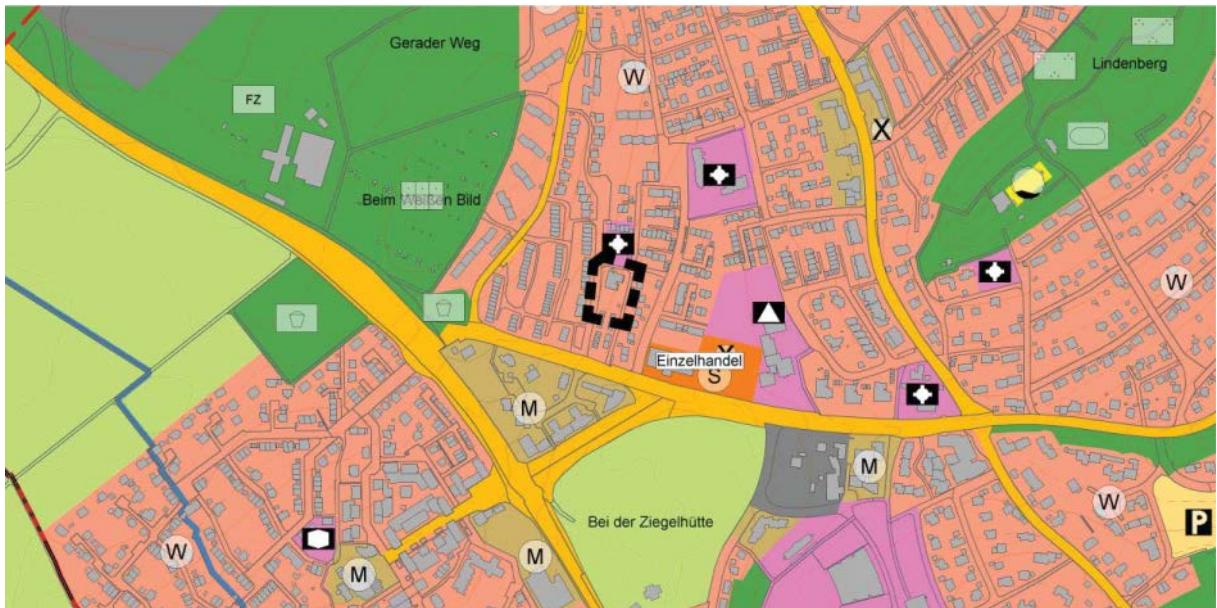 Gerader Weg
Lindenberg
W
X
FZ
Beim Weißen Bild
W
X
Einzelhandel
S
M
M
Bei der Ziegelhütte
W
P
W
M
M